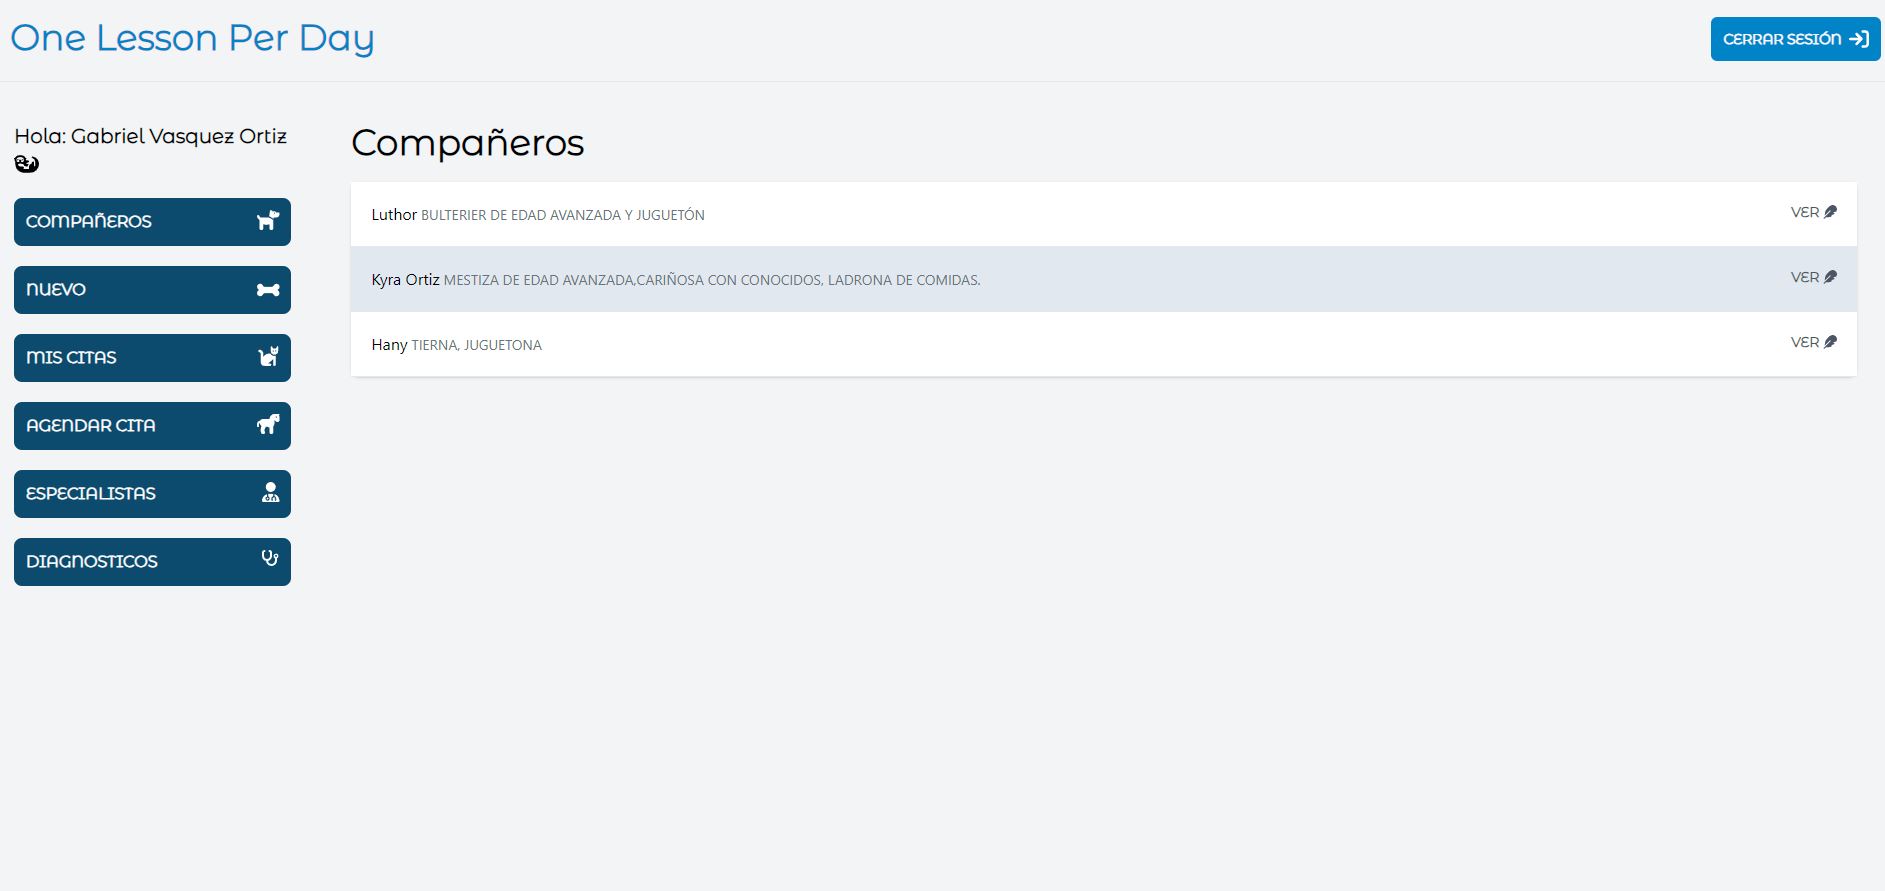 One Lesson Per Day
CERRAR SESIÓN
Hola: Gabriel Vasquez Ortiz
COMPAÑEROS
NUEVO
MIS CITAS
AGENDAR CITA
ESPECIALISTAS
DIAGNOSTICOS
Compañeros
Luthor BULTERIER DE EDAD AVANZADA Y JUGUETÓN
VER
Kyra Ortiz MESTIZA DE EDAD AVANZADA,CARIÑOSA CON CONOCIDOS, LADRONA DE COMIDAS.
VER
Hany TIERNA, JUGUETONA
VER